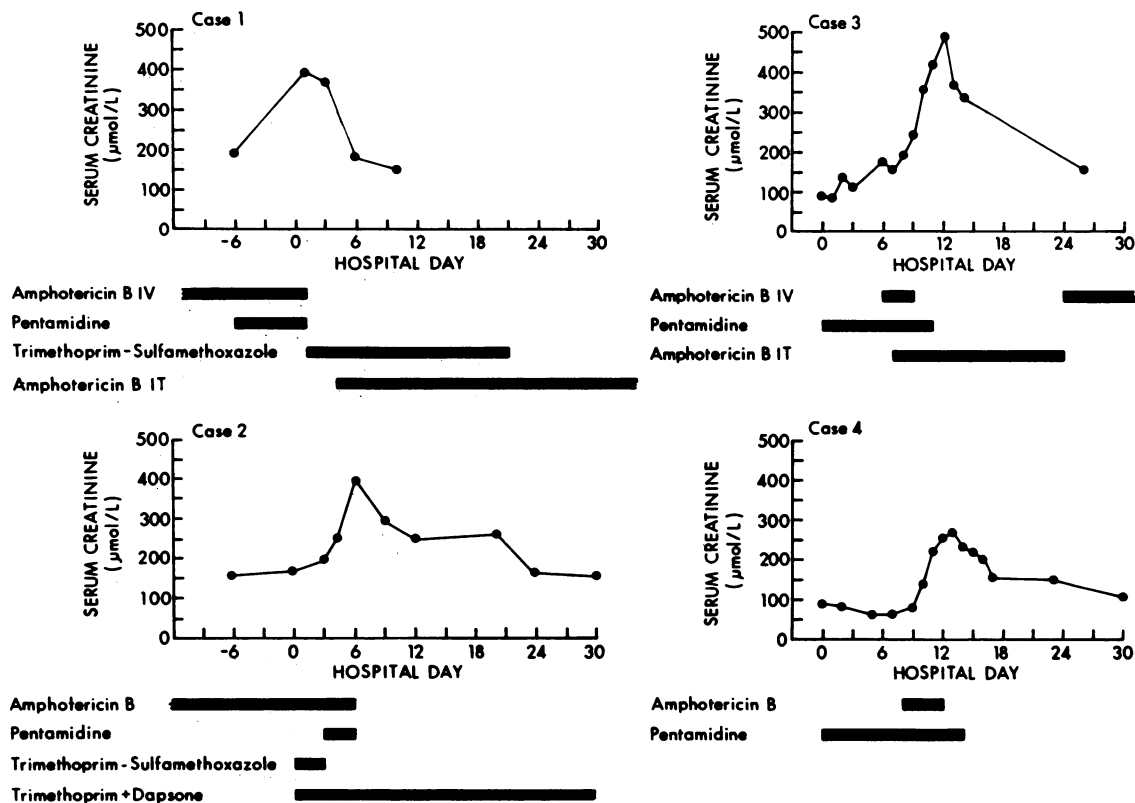 Case 1
500
400
300
200
100
0
SERUM CREATININE
(µmol/L)
-6 0 6 12 18 24 30
HOSPITAL DAY
Amphotericin B IV
Pentamidine
Trimethoprim-Sulfamethoxazole
Amphotericin B IT
Case 3
500
400
300
200
100
0
SERUM CREATININE
(µmol/L)
0 6 12 18 24 30
HOSPITAL DAY
Amphotericin B IV
Pentamidine
Amphotericin B IT
Case 2
500
400
300
200
100
0
SERUM CREATININE
(µmol/L)
-6 0 6 12 18 24 30
HOSPITAL DAY
Amphotericin B
Pentamidine
Trimethoprim-Sulfamethoxazole
Trimethoprim+Dapsone
Case 4
500
400
300
200
100
0
SERUM CREATININE
(µmol/L)
0 6 12 18 24 30
HOSPITAL DAY
Amphotericin B
Pentamidine